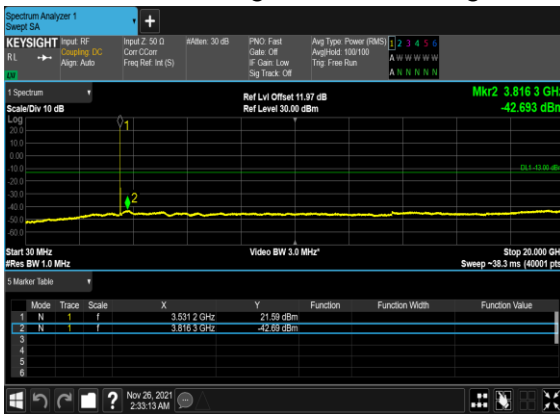 Spectrum Analyzer 1
Swept SA
KEYSIGHT Input: RF Input Z: 50 Ω #Atten: 30 dB PNO: Fast Avg Type: Power (RMS) 1 2 3 4 5 6
RL Coupling: DC Corr CCorr Gate: Off Avg|Hold: 100/100 A W W W W W
Align: Auto Freq Ref: Int (S) IF Gain: Low Trig: Free Run
Sig Track: Off A N N N N N
LV
1 Spectrum Ref Lvl Offset 11.97 dB Mkr2 3.816 3 GHz
Scale/Div 10 dB Ref Level 30.00 dBm -42.693 dBm
Log
1
20.0
10.0
0.00
-10.0
DL1 -13.00 dBm
-20.0
-30.0
-40.0
2
-50.0
-60.0
Start 30 MHz Video BW 3.0 MHz* Stop 20.000 GHz
#Res BW 1.0 MHz Sweep ~38.3 ms (40001 pts)
5 Marker Table
Mode Trace Scale X Y Function Function Width Function Value
1 N 1 f 3.531 2 GHz 21.59 dBm
2 N 1 f 3.816 3 GHz -42.69 dBm
3
4
5
6
? Nov 26, 2021
2:33:13 AM